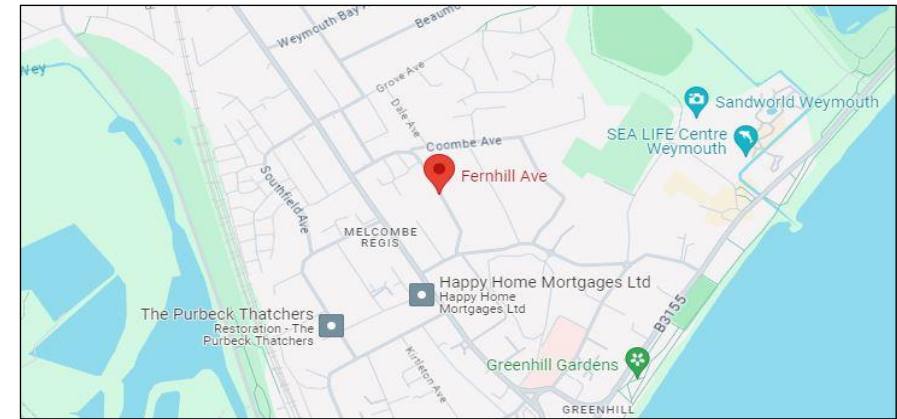 Weymouth Bay
Beaumo
Wey
Grove Ave
Dale Ave
Sandworld Weymouth
SEA LIFE Centre
Weymouth
Coombe Ave
Fernhill Ave
Southfield Ave
MELCOMBE
REGIS
Happy Home Mortgages Ltd
Happy Home
Mortgages Ltd
The Purbeck Thatchers
Restoration - The
Purbeck Thatchers
B3155
Kirtleton Ave
Greenhill Gardens
GREENHILL